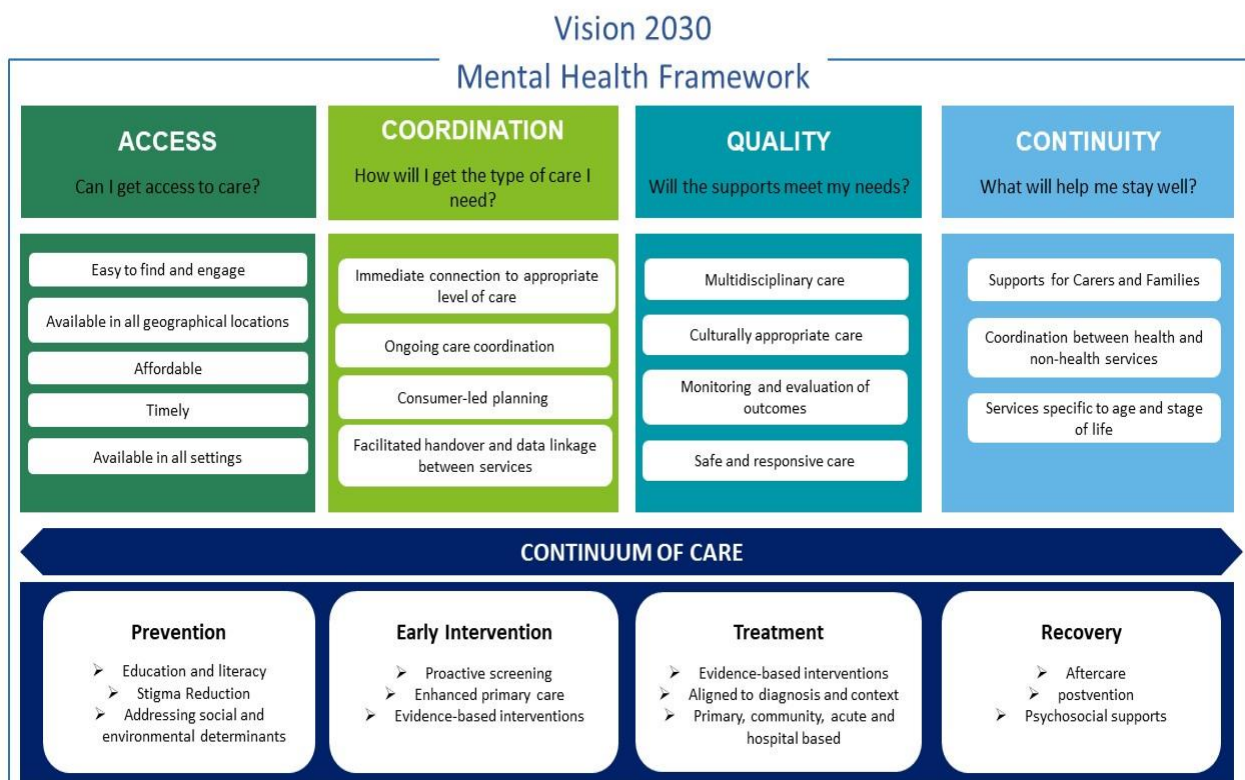 Vision 2030
Mental Health Framework
ACCESS
Can I get access to care?
COORDINATION
How will I get the type of care I
need?
QUALITY
Will the supports meet my needs?
CONTINUITY
What will help me stay well?
Easy to find and engage
Available in all geographical locations
Affordable
Timely
Available in all settings
Immediate connection to appropriate
level of care
Ongoing care coordination
Consumer-led planning
Facilitated handover and data linkage
between services
Multidisciplinary care
Culturally appropriate care
Monitoring and evaluation of
outcomes
Safe and responsive care
Supports for Carers and Families
Coordination between health and
non-health services
Services specific to age and stage
of life
CONTINUUM OF CARE
Prevention
➢ Education and literacy
➢ Stigma Reduction
➢ Addressing social and
environmental determinants
Early Intervention
➢ Proactive screening
➢ Enhanced primary care
➢ Evidence-based interventions
Treatment
➢ Evidence-based interventions
➢ Aligned to diagnosis and context
➢ Primary, community, acute and
hospital based
Recovery
➢ Aftercare
➢ postvention
➢ Psychosocial supports